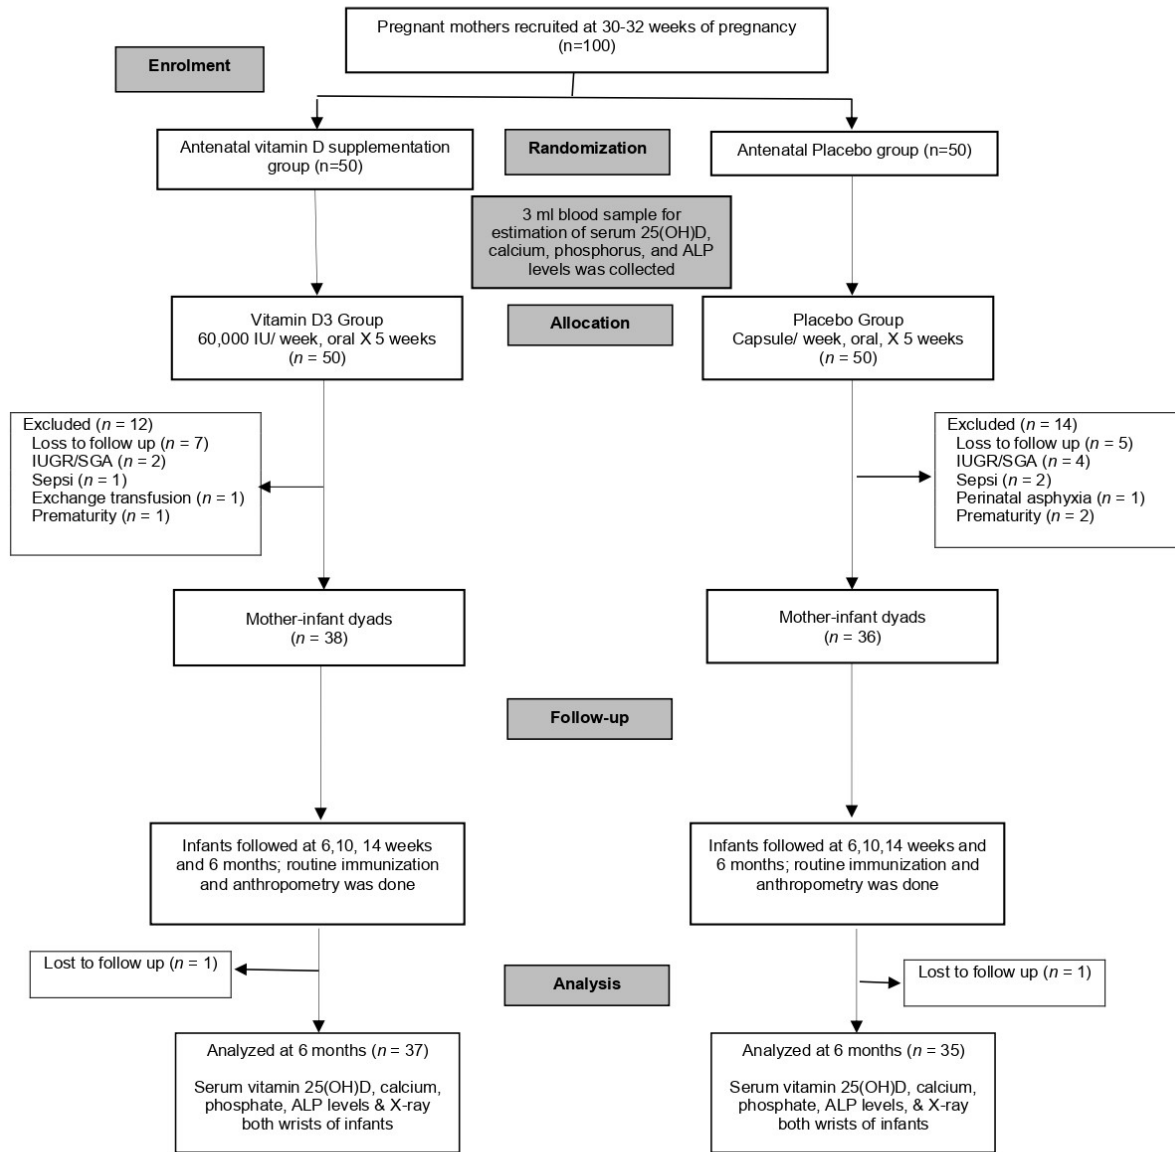 Pregnant mothers recruited at 30-32 weeks of pregnancy
(n=100)
Enrolment
Antenatal vitamin D supplementation
group (n=50)
Randomization
Antenatal Placebo group (n=50)
3 ml blood sample for
estimation of serum 25(OH)D,
calcium, phosphorus, and ALP
levels was collected
Vitamin D3 Group
60,000 IU/ week, oral X 5 weeks
(n = 50)
Allocation
Placebo Group
Capsule/ week, oral, X 5 weeks
(n = 50)
Excluded (n = 12)
Loss to follow up (n = 7)
IUGR/SGA (n = 2)
Sepsi (n = 1)
Exchange transfusion (n = 1)
Prematurity (n = 1)
Excluded (n = 14)
Loss to follow up (n = 5)
IUGR/SGA (n = 4)
Sepsi (n = 2)
Perinatal asphyxia (n = 1)
Prematurity (n = 2)
Mother-infant dyads
(n = 38)
Mother-infant dyads
(n = 36)
Follow-up
Infants followed at 6,10, 14 weeks
and 6 months; routine immunization
and anthropometry was done
Infants followed at 6,10,14 weeks and
6 months; routine immunization and
anthropometry was done
Lost to follow up (n = 1)
Analysis
Lost to follow up (n = 1)
Analyzed at 6 months (n = 37)
Serum vitamin 25(OH)D, calcium,
phosphate, ALP levels & X-ray
both wrists of infants
Analyzed at 6 months (n = 35)
Serum vitamin 25(OH)D, calcium,
phosphate, ALP levels, & X-ray
both wrists of infants